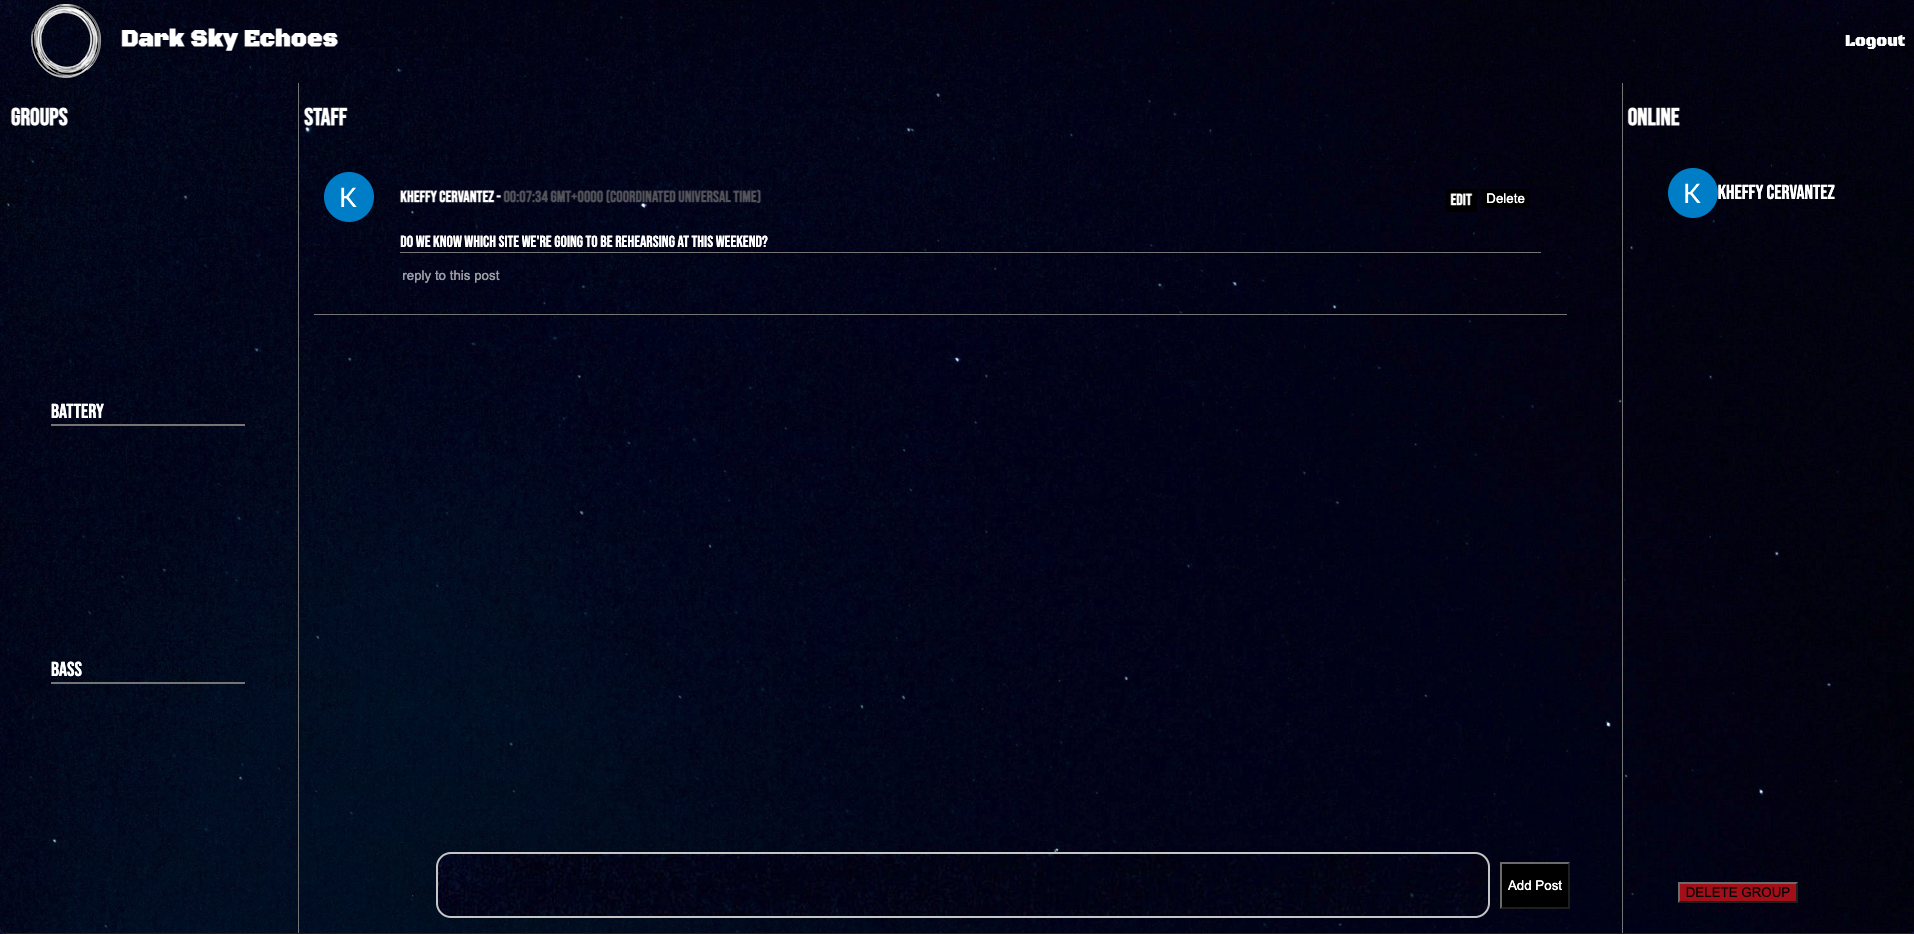 Dark Sky Echoes
Logout
GROUPS
BATTERY
BASS
STAFF
K
KHEFFY CERVANTEZ - 00:07:34 GMT+0000 (COORDINATED UNIVERSAL TIME)
EDIT
Delete
DO WE KNOW WHICH SITE WE'RE GOING TO BE REHEARSING AT THIS WEEKEND?
reply to this post
Add Post
ONLINE
K
KHEFFY CERVANTEZ
DELETE GROUP